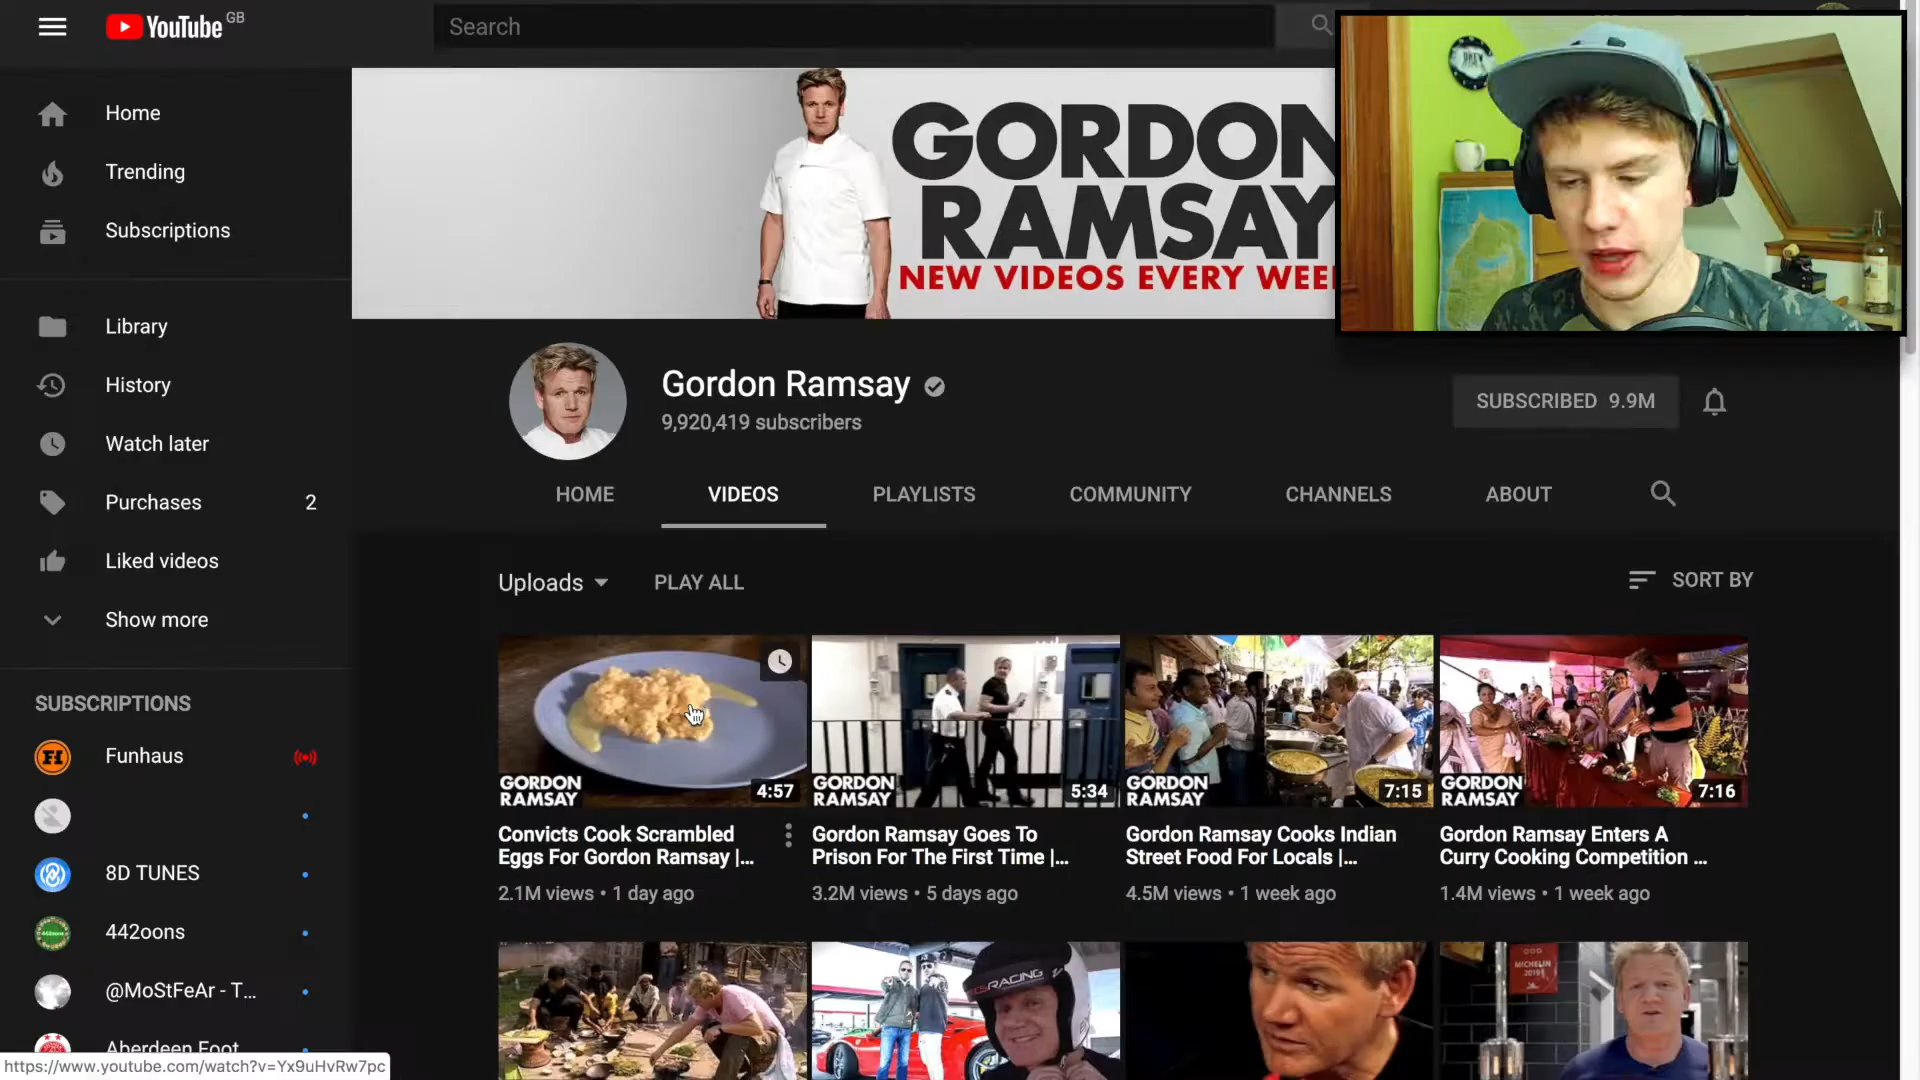 YouTube GB
Search
Home
Trending
Subscriptions
Library
History
Watch later
Purchases 2
Liked videos
Show more
SUBSCRIPTIONS
Funhaus
8D TUNES
442oons
@MoStFeAr - T...
Aberdeen Foot
https://www.youtube.com/watch?v=Yx9uHvRw7pc
GORDON
RAMSAY
NEW VIDEOS EVERY WEE
Gordon Ramsay
9,920,419 subscribers
SUBSCRIBED 9.9M
HOME VIDEOS PLAYLISTS COMMUNITY CHANNELS ABOUT
Uploads PLAY ALL SORT BY
GORDON
RAMSAY
4:57
Convicts Cook Scrambled
Eggs For Gordon Ramsay |...
2.1M views • 1 day ago
GORDON
RAMSAY
5:34
Gordon Ramsay Goes To
Prison For The First Time |...
3.2M views • 5 days ago
GORDON
RAMSAY
7:15
Gordon Ramsay Cooks Indian
Street Food For Locals |...
4.5M views • 1 week ago
GORDON
RAMSAY
7:16
Gordon Ramsay Enters A
Curry Cooking Competition ...
1.4M views • 1 week ago
RACING
MICHELIN
2019